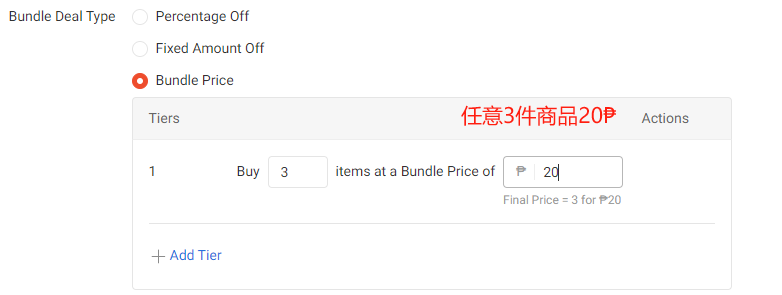 Bundle Deal Type
Percentage Off
Fixed Amount Off
Bundle Price
Tiers 任意3件商品20₱ Actions
1 Buy 3 items at a Bundle Price of ₱ 20
Final Price = 3 for ₱20
+ Add Tier